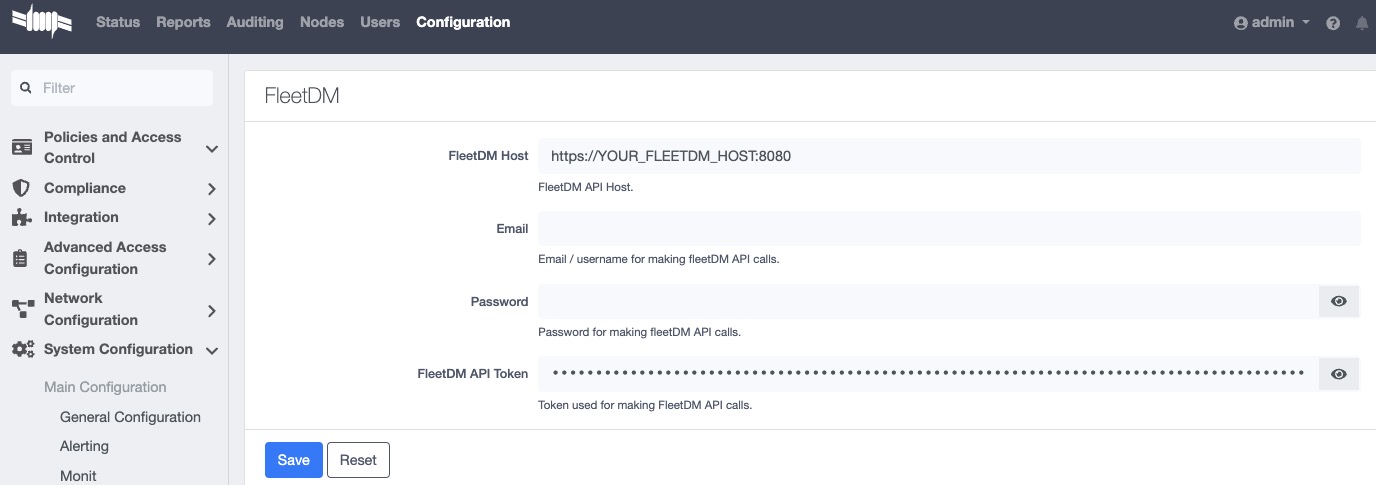 Status Reports Auditing Nodes Users Configuration admin
Filter
Policies and Access
Control
Compliance
Integration
Advanced Access
Configuration
Network
Configuration
System Configuration
Main Configuration
General Configuration
Alerting
Monit
FleetDM
FleetDM Host https://YOUR_FLEETDM_HOST:8080
FleetDM API Host.
Email
Email / username for making fleetDM API calls.
Password
Password for making fleetDM API calls.
FleetDM API Token
Token used for making FleetDM API calls.
Save Reset